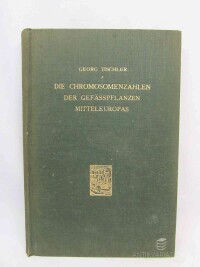 GEORG TISCHLER
DIE CHROMOSOMENZAHLEN
DER GEFÄSSPFLANZEN
MITTELEUROPAS